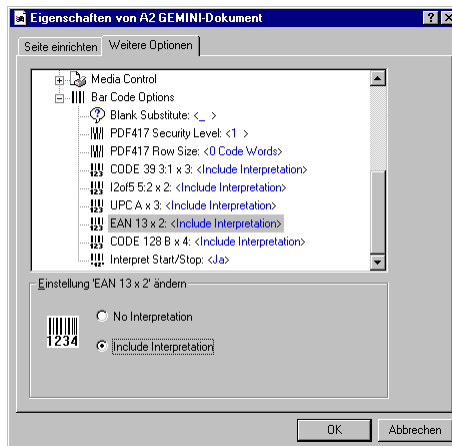 Eigenschaften von A2 GEMINI-Dokument
Seite einrichten Weitere Optionen
Media Control
Bar Code Options
Blank Substitute: <_ >
PDF417 Security Level: <1 >
PDF417 Row Size: <0 Code Words>
CODE 39 3:1 x 3: <Include Interpretation>
I2of5 5:2 x 2: <Include Interpretation>
UPC A x 3: <Include Interpretation>
EAN 13 x 2: <Include Interpretation>
CODE 128 B x 4: <Include Interpretation>
Interpret Start/Stop: <Ja>
Einstellung 'EAN 13 x 2' ändern
No Interpretation
1234
Include Interpretation
OK Abbrechen